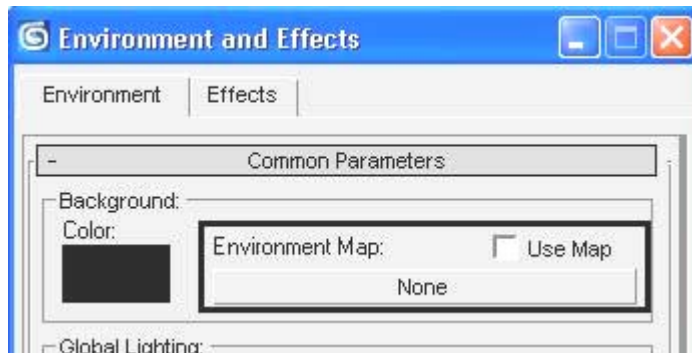 Environment and Effects
Environment Effects
- Common Parameters
Background:
Color:
Environment Map: Use Map
None
Global Lighting: